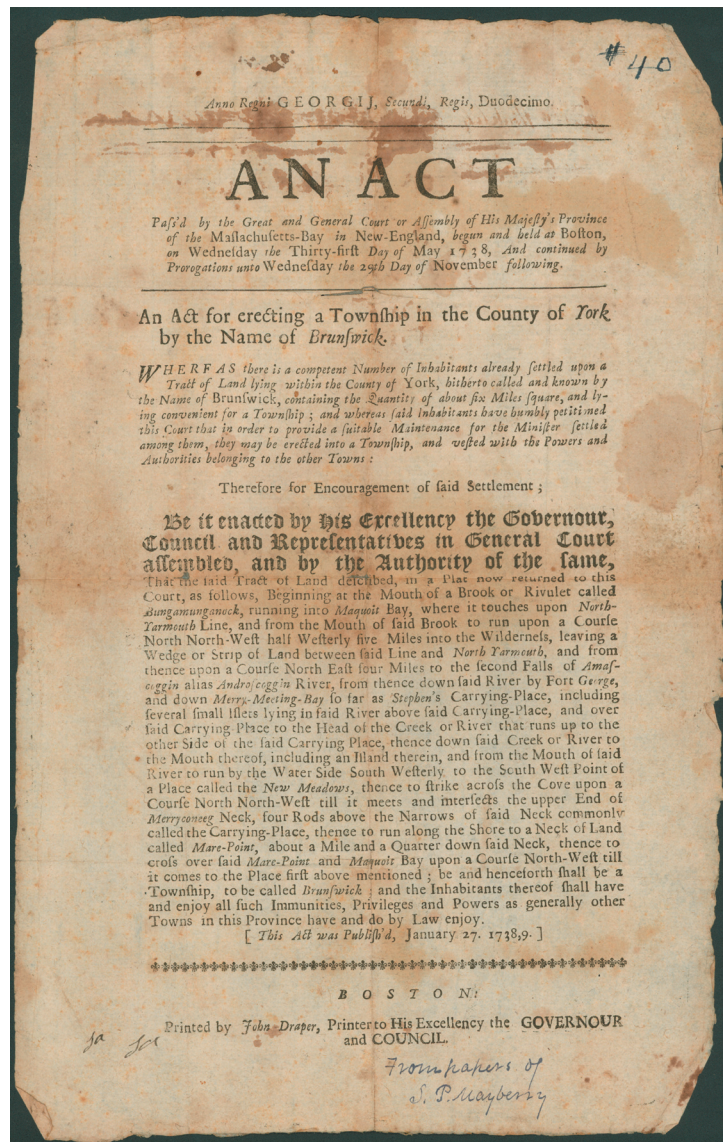 #40
Anno Regni GEORGIJ, Secundi, Regis, Duodecimo.
AN ACT
Paſs'd by the Great and General Court or Aſſembly of His Majeſty's Province
of the Maſſachuſetts-Bay in New-England, begun and held at Boſton,
on Wedneſday the Thirty-firſt Day of May 1738, And continued by
Prorogations unto Wedneſday the 29th Day of November following.
An Act for erecting a Townſhip in the County of York
by the Name of Brunſwick.
WHERFAS there is a competent Number of Inhabitants already ſettled upon a
Tract of Land lying within the County of York, hitherto called and known by
the Name of Brunſwick, containing the Quantity of about ſix Miles ſquare, and ly-
ing convenient for a Townſhip ; and whereas ſaid Inhabitants have humbly petitioned
this Court that in order to provide a ſuitable Maintenance for the Miniſter ſettled
among them, they may be erected into a Townſhip, and veſted with the Powers and
Authorities belonging to the other Towns :
Therefore for Encouragement of ſaid Settlement ;
Be it enacted by His Excellency the Governour,
Council and Repreſentatives in General Court
aſſembled, and by the Authority of the ſame,
That the ſaid Tract of Land deſcribed, in a Plat now returned to this
Court, as follows, Beginning at the Mouth of a Brook or Rivulet called
Bungamunganock, running into Maquoit Bay, where it touches upon North-
Yarmouth Line, and from the Mouth of ſaid Brook to run upon a Courſe
North North-Weſt half Weſterly five Miles into the Wilderneſs, leaving a
Wedge or Strip of Land between ſaid Line and North Yarmouth, and from
thence upon a Courſe North Eaſt four Miles to the ſecond Falls of Amaſ-
coggin alias Androſcoggin River, from thence down ſaid River by Fort George,
and down Merry-Meeting-Bay ſo far as Stephen's Carrying-Place, including
ſeveral ſmall Iſlets lying in ſaid River above ſaid Carrying-Place, and over
ſaid Carrying-Place to the Head of the Creek or River that runs up to the
other Side of the ſaid Carrying Place, thence down ſaid Creek or River to
the Mouth thereof, including an Iſland therein, and from the Mouth of ſaid
River to run by the Water Side South Weſterly to the South Weſt Point of
a Place called the New Meadows, thence to ſtrike acroſs the Cove upon a
Courſe North North-Weſt till it meets and interſects the upper End of
Merryconeeg Neck, four Rods above the Narrows of ſaid Neck commonly
called the Carrying-Place, thence to run along the Shore to a Neck of Land
called Mare-Point, about a Mile and a Quarter down ſaid Neck, thence to
croſs over ſaid Mare-Point and Maquoit Bay upon a Courſe North-Weſt till
it comes to the Place firſt above mentioned ; be and henceforth ſhall be a
Townſhip, to be called Brunſwick ; and the Inhabitants thereof ſhall have
and enjoy all ſuch Immunities, Privileges and Powers as generally other
Towns in this Province have and do by Law enjoy.
[ This Act was Publiſh'd, January 27. 1738,9. ]
BOSTON:
Printed by John Draper, Printer to His Excellency the GOVERNOUR
and COUNCIL.
From papers of
S. P. Mayberry